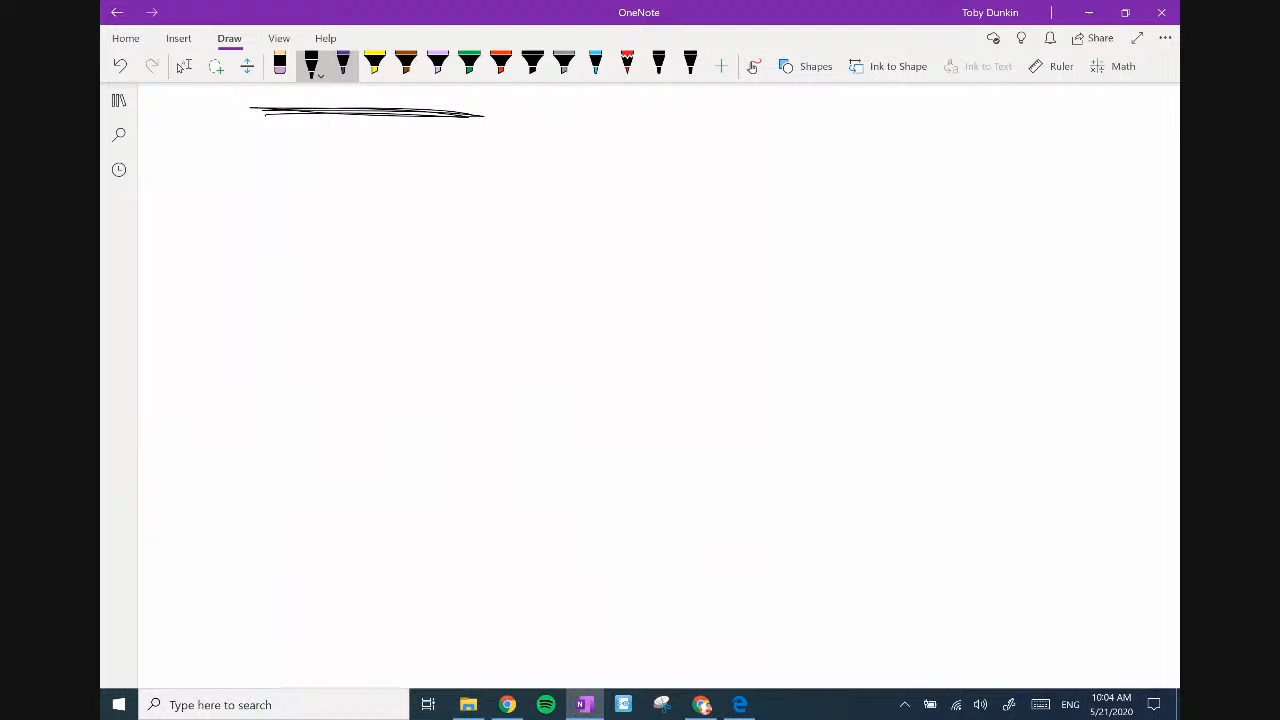 OneNote
Toby Dunkin
Home Insert Draw View Help
Share
Shapes Ink to Shape Ink to Text Ruler Math
Type here to search
ENG
10:04 AM
5/21/2020